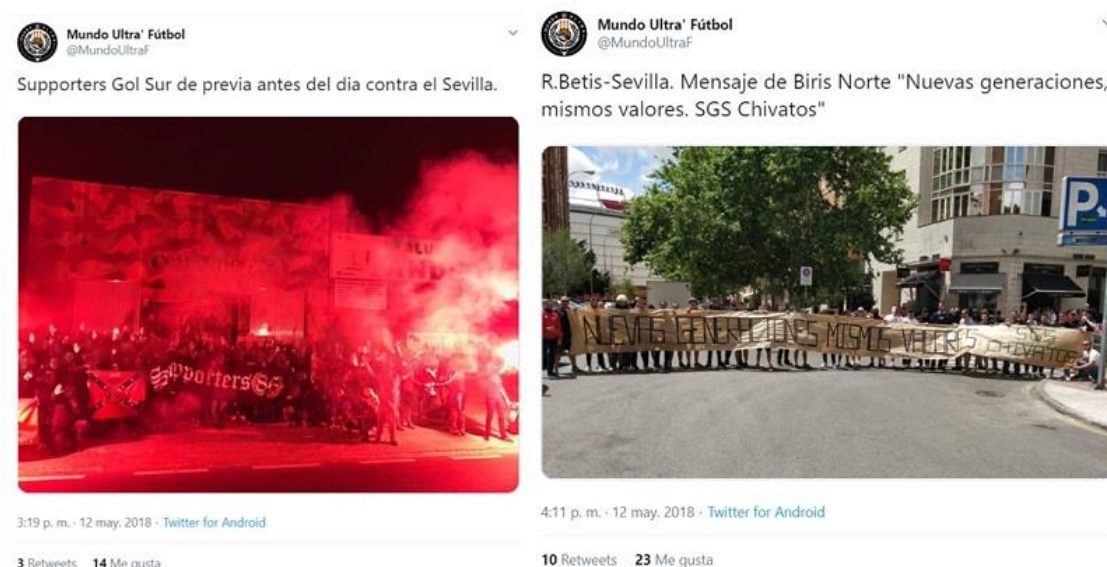 Mundo Ultra' Fútbol
@MundoUltraF
Supporters Gol Sur de previa antes del dia contra el Sevilla.
SupportersGS
3:19 p. m. · 12 may. 2018 · Twitter for Android
3 Retweets 14 Me gusta
Mundo Ultra' Fútbol
@MundoUltraF
R.Betis-Sevilla. Mensaje de Biris Norte "Nuevas generaciones,
mismos valores. SGS Chivatos"
P
NUEVAS GENERACIONES MISMOS VALORES SGS CHIVATOS
4:11 p. m. · 12 may. 2018 · Twitter for Android
10 Retweets 23 Me gusta